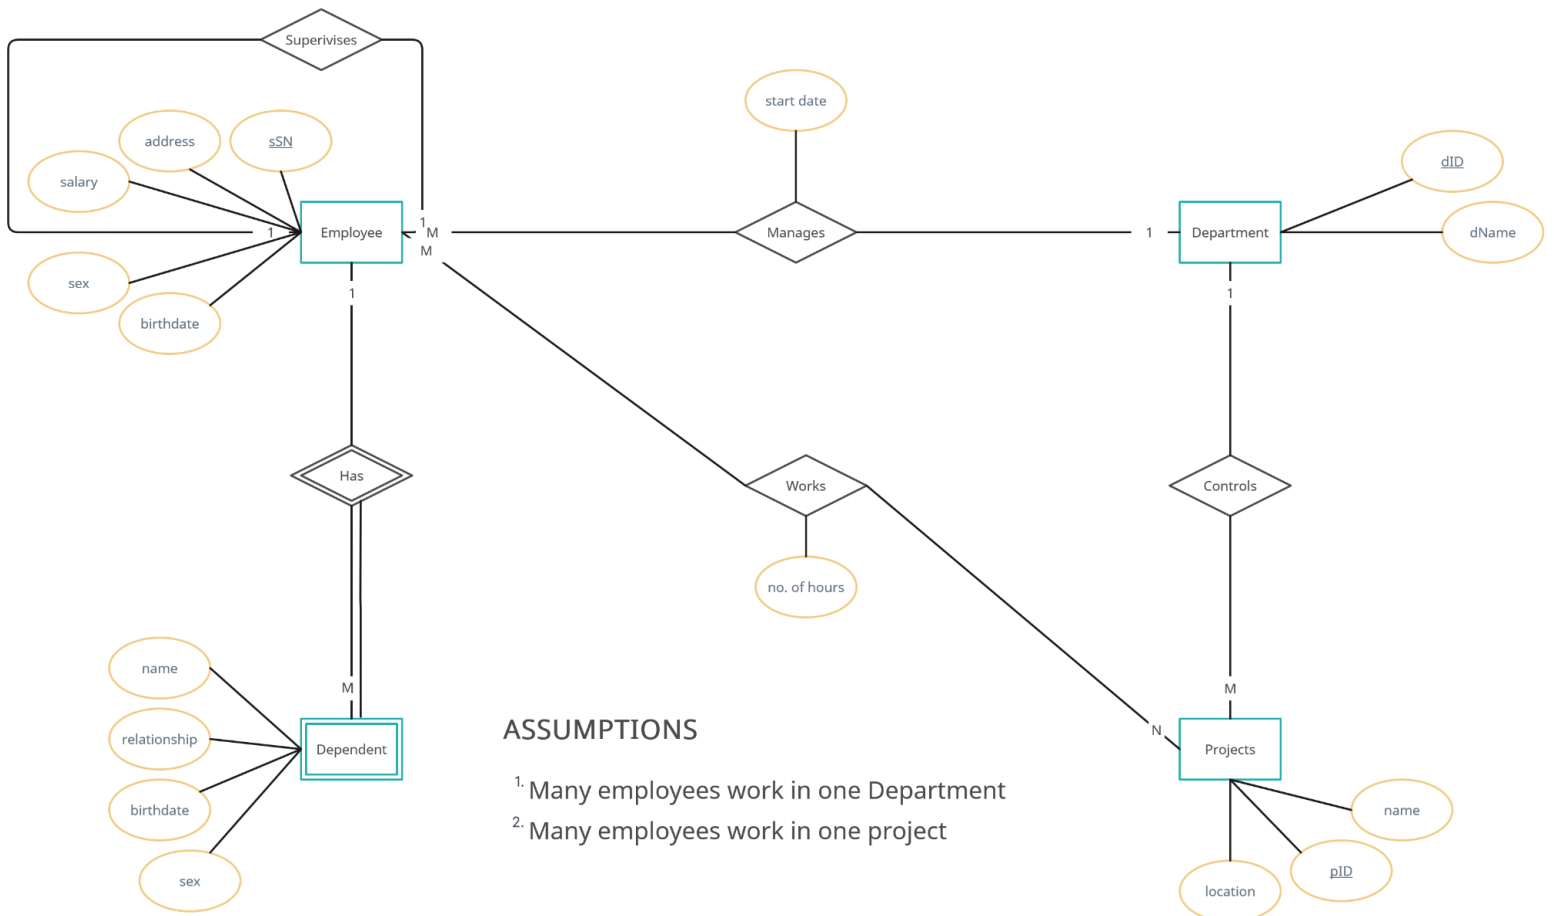 Superivises
start date
address
sSN
dID
salary
1
Employee
1
M
M
Manages
1
Department
dName
sex
1
1
birthdate
Has
Works
Controls
no. of hours
name
M
M
relationship
Dependent
ASSUMPTIONS
N
Projects
1. Many employees work in one Department
birthdate
name
2. Many employees work in one project
pID
sex
location